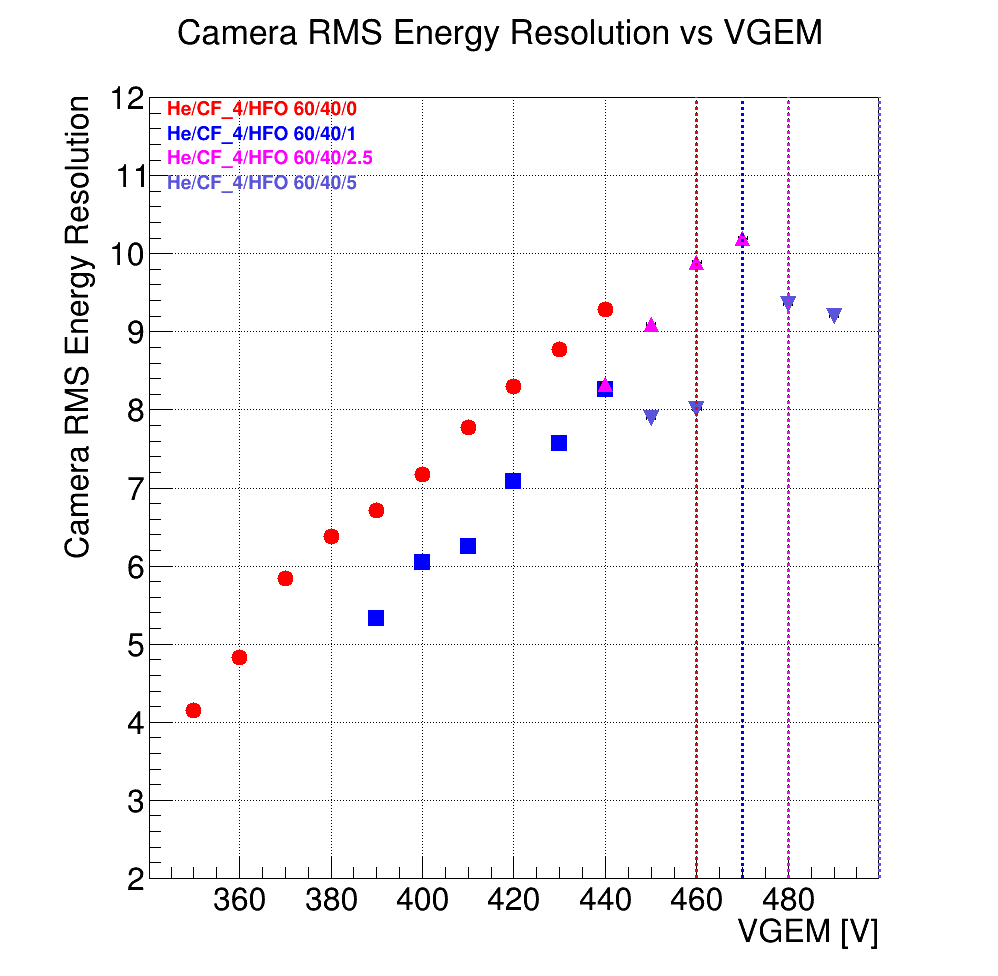 Camera RMS Energy Resolution vs VGEM
Camera RMS Energy Resolution
He/CF_4/HFO 60/40/0
He/CF_4/HFO 60/40/1
He/CF_4/HFO 60/40/2.5
He/CF_4/HFO 60/40/5
12
11
10
9
8
7
6
5
4
3
2
360 380 400 420 440 460 480
VGEM [V]